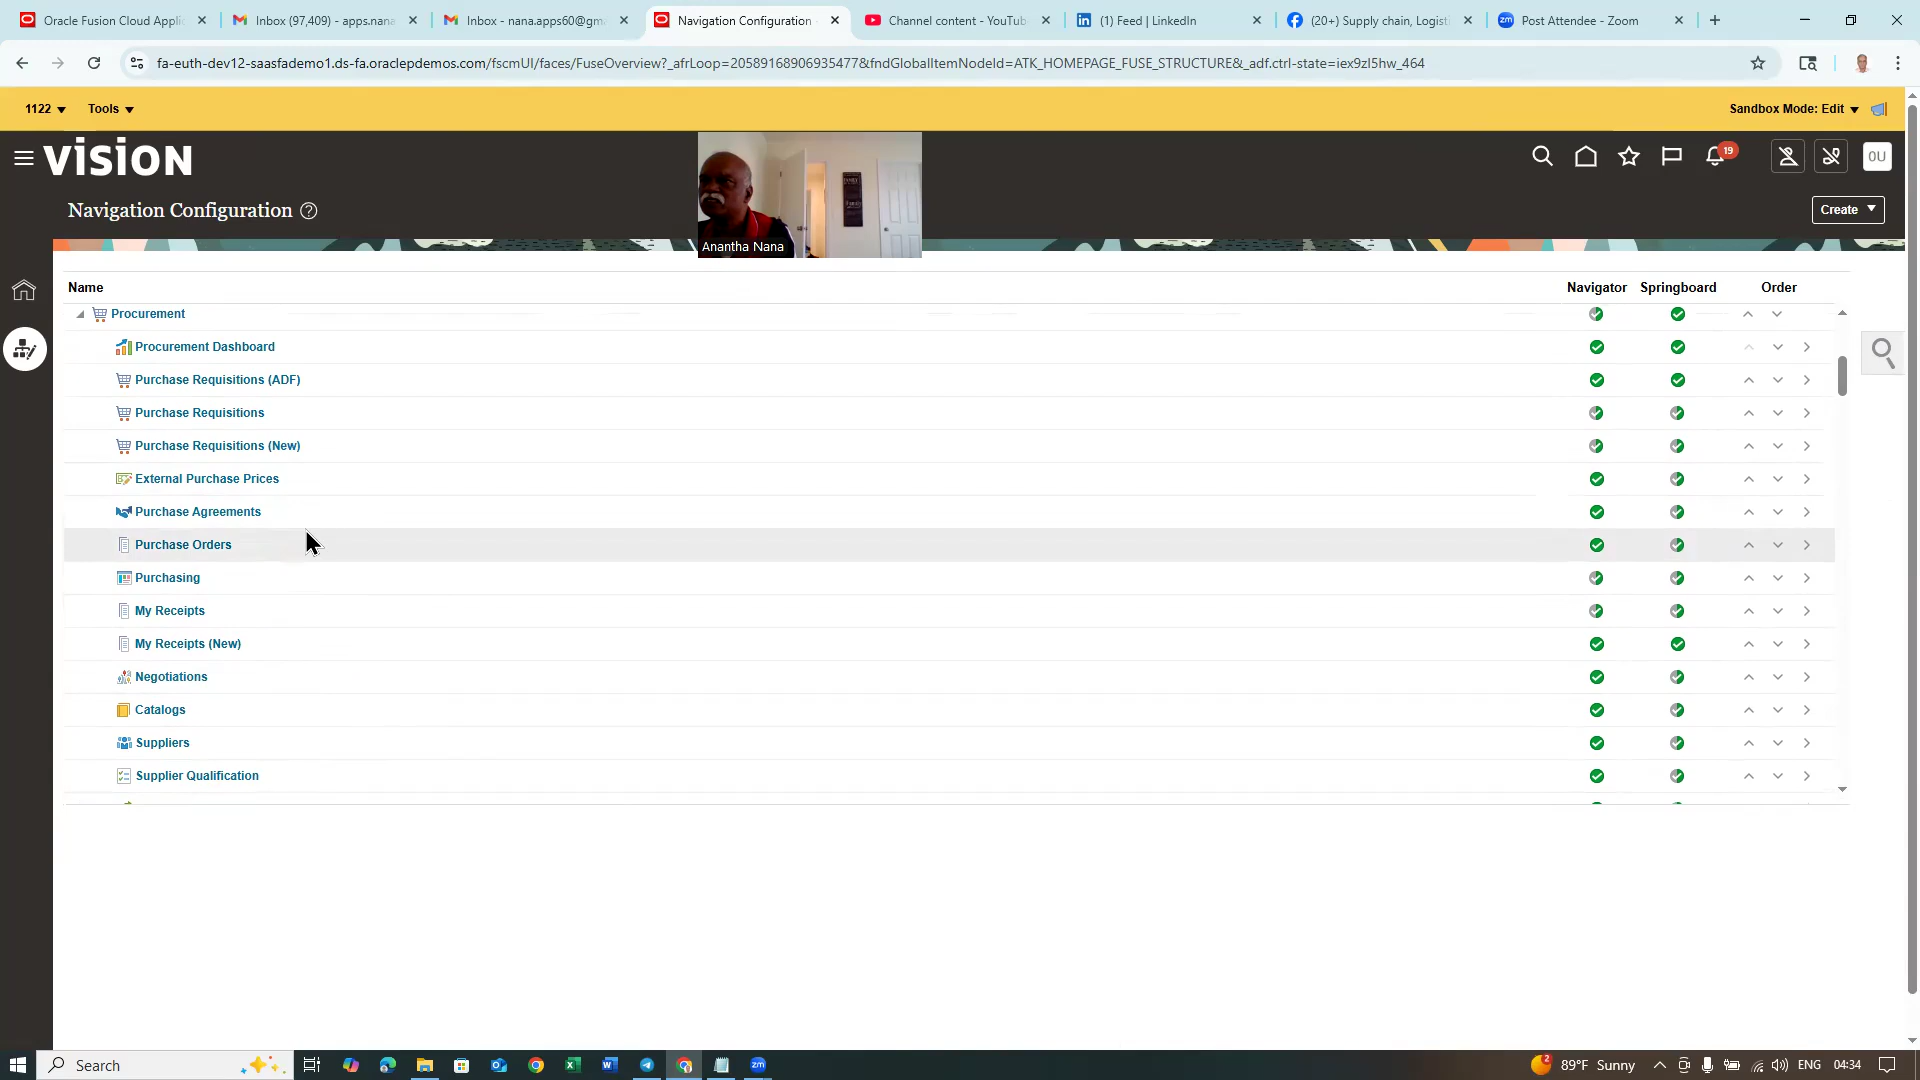 Oracle Fusion Cloud Applic
Inbox (97,409) - apps.nana
Inbox - nana.apps60@gma
Navigation Configuration
Channel content - YouTub
(1) Feed | LinkedIn
(20+) Supply chain, Logisti
Post Attendee - Zoom
fa-euth-dev12-saasfademo1.ds-fa.oraclepdemos.com/fscmUI/faces/FuseOverview?_afrLoop=20589168906935477&fndGlobalItemNodeId=ATK_HOMEPAGE_FUSE_STRUCTURE&_adf.ctrl-state=iex9zl5hw_464
1122 Tools Sandbox Mode: Edit
vision
19
OU
Navigation Configuration
Create
Anantha Nana
Name Navigator Springboard Order
Procurement
Procurement Dashboard
Purchase Requisitions (ADF)
Purchase Requisitions
Purchase Requisitions (New)
External Purchase Prices
Purchase Agreements
Purchase Orders
Purchasing
My Receipts
My Receipts (New)
Negotiations
Catalogs
Suppliers
Supplier Qualification
Search
2
89°F Sunny
ENG
04:34